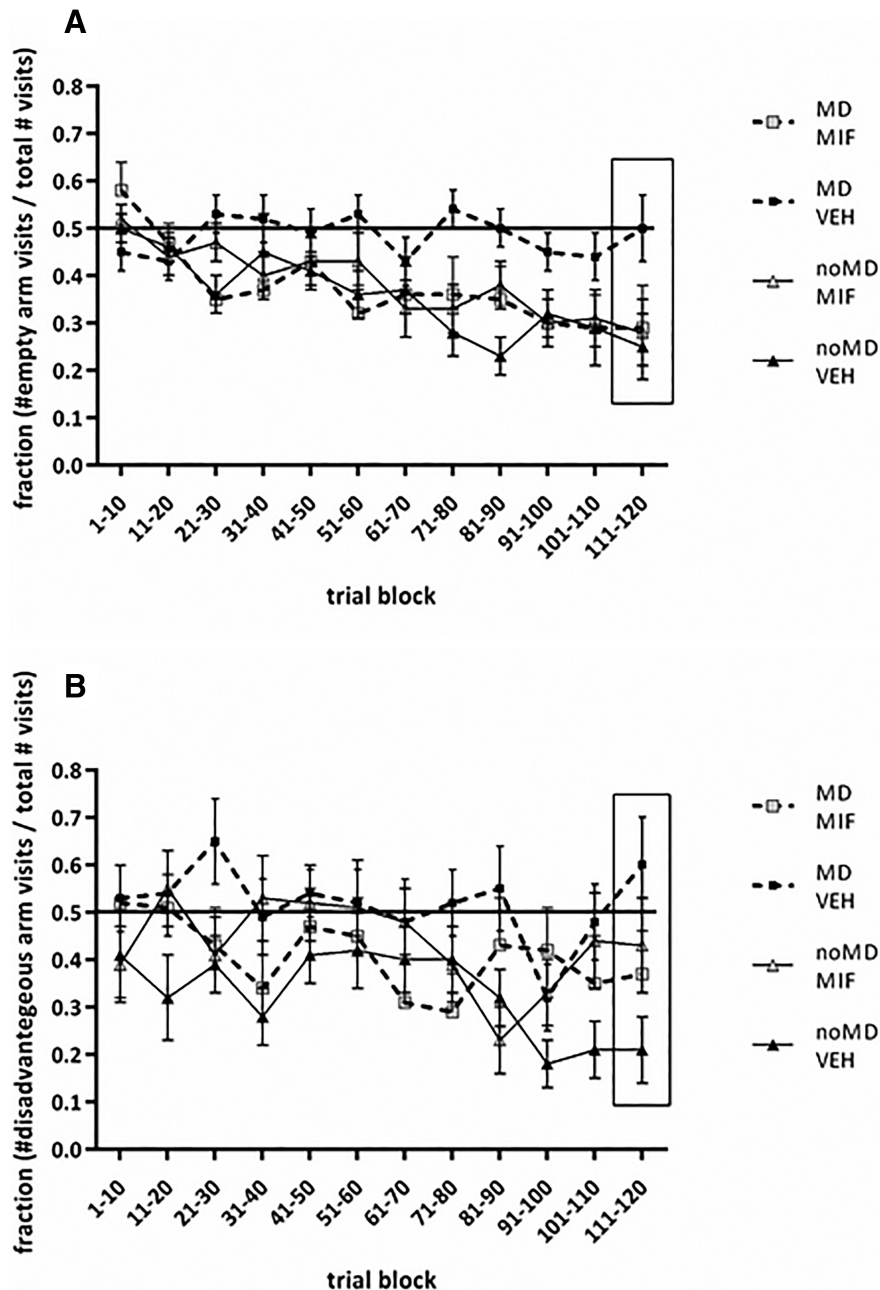 A
fraction (#empty arm visits / total # visits)
0.8
0.7
0.6
0.5
0.4
0.3
0.2
0.1
0.0
1-10
11-20
21-30
31-40
41-50
51-60
61-70
71-80
81-90
91-100
101-110
111-120
trial block
MD
MIF
MD
VEH
noMD
MIF
noMD
VEH
B
fraction (#disadvantegeous arm visits / total # visits)
0.8
0.7
0.6
0.5
0.4
0.3
0.2
0.1
0.0
1-10
11-20
21-30
31-40
41-50
51-60
61-70
71-80
81-90
91-100
101-110
111-120
trial block
MD
MIF
MD
VEH
noMD
MIF
noMD
VEH